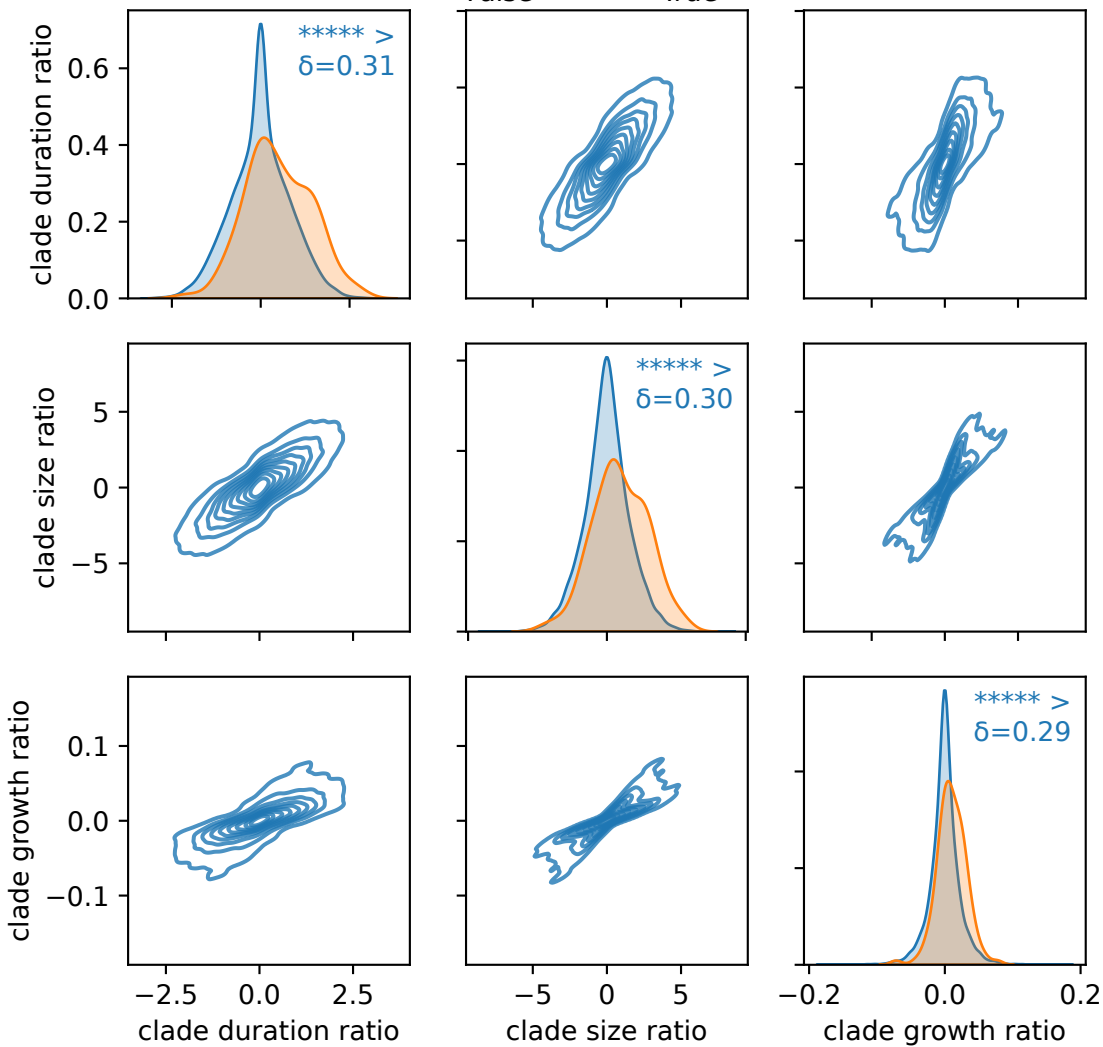 ***** >
δ=0.31
clade duration ratio
0.6
0.4
0.2
0.0
***** >
δ=0.30
clade size ratio
5
0
−5
***** >
δ=0.29
clade growth ratio
0.1
0.0
−0.1
−2.5 0.0 2.5
−5 0 5
−0.2 0.0 0.2
clade duration ratio
clade size ratio
clade growth ratio